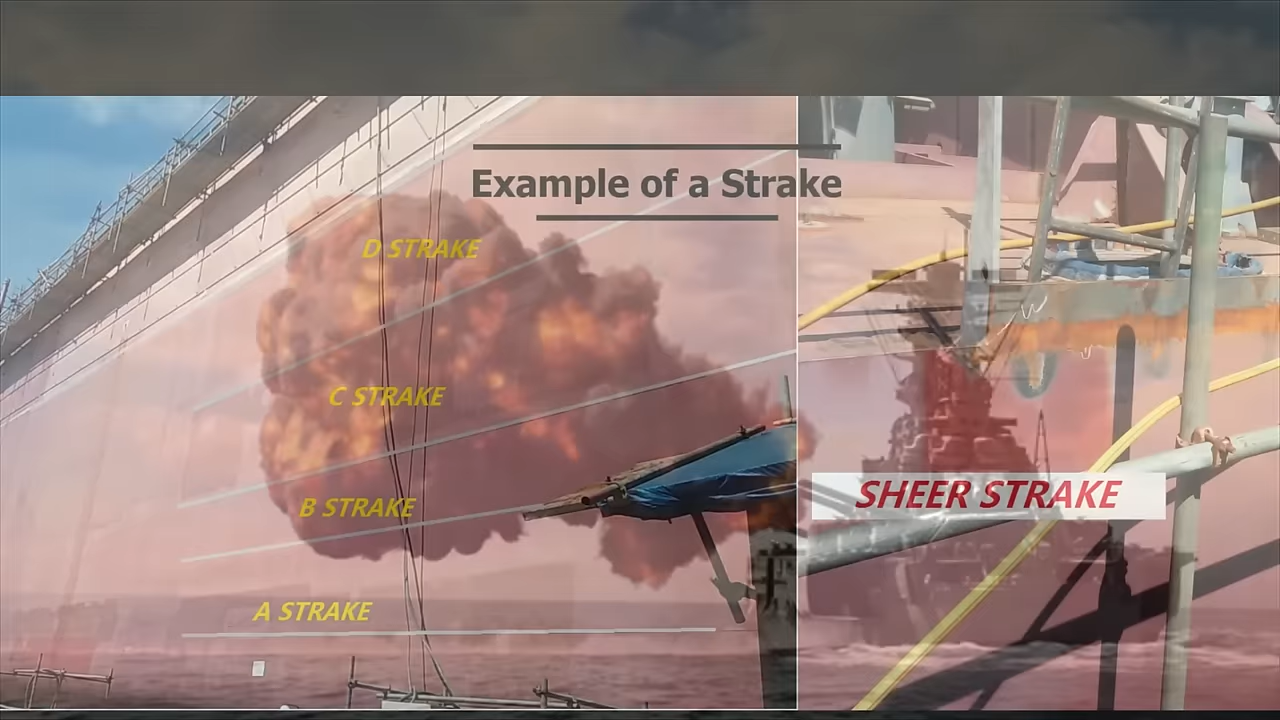 Example of a Strake
D STRAKE
C STRAKE
B STRAKE
A STRAKE
SHEER STRAKE